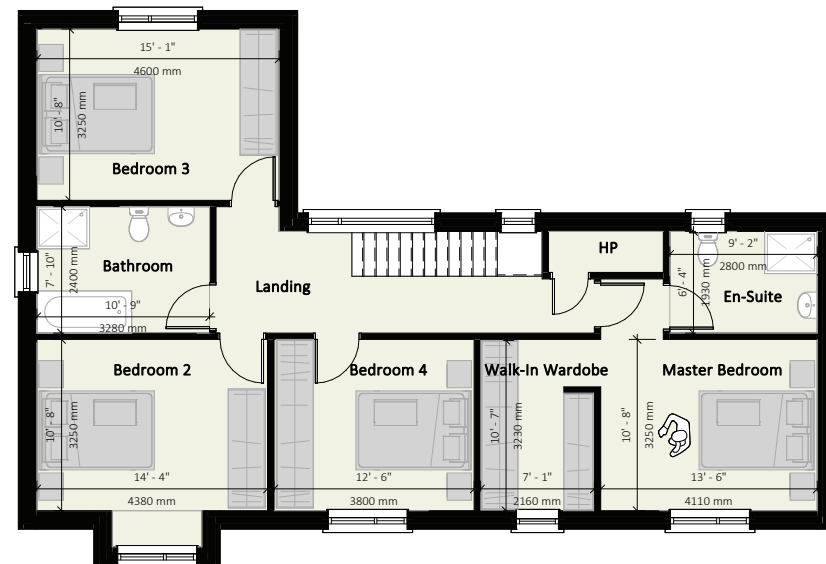 15' - 1"
4600 mm
10' - 8"
3250 mm
Bedroom 3
HP
9' - 2"
2800 mm
6' - 4"
1930 mm
En-Suite
7' - 10"
2400 mm
Bathroom
Landing
10' - 9"
3280 mm
Bedroom 2
Bedroom 4
Walk-In Wardobe
Master Bedroom
10' - 8"
3250 mm
10' - 7"
3230 mm
10' - 8"
3250 mm
14' - 4"
4380 mm
12' - 6"
3800 mm
7' - 1"
2160 mm
13' - 6"
4110 mm